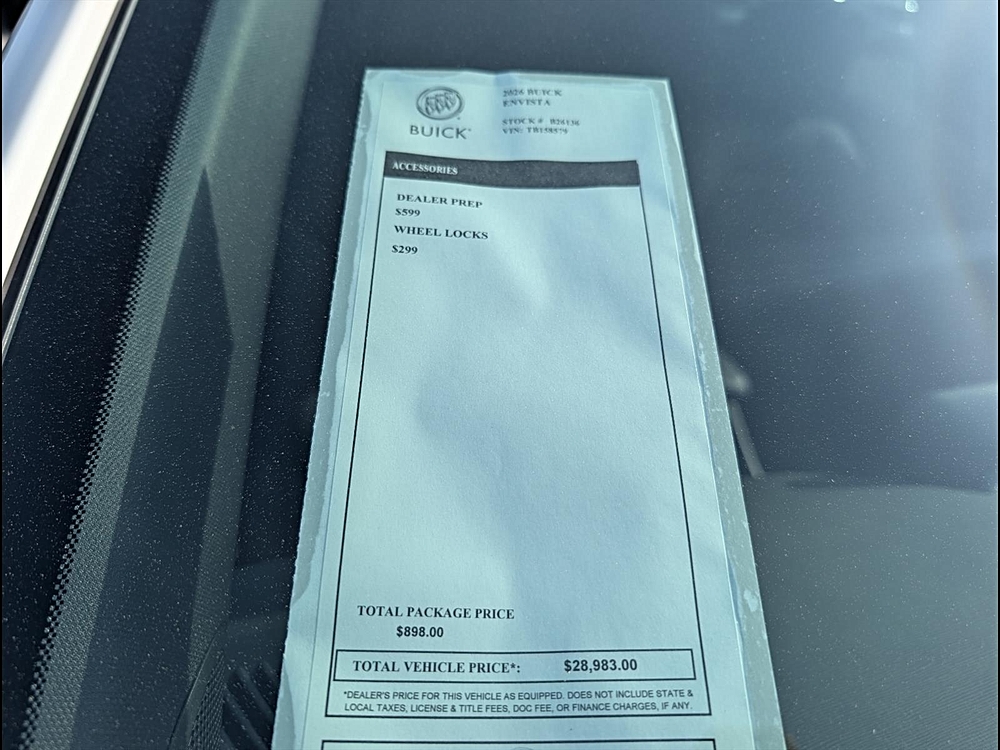 2026 BUICK
ENVISTA
STOCK # B26136
VIN: TB158579
BUICK
ACCESSORIES
DEALER PREP
$599
WHEEL LOCKS
$299
TOTAL PACKAGE PRICE
$898.00
TOTAL VEHICLE PRICE*: $28,983.00
*DEALER'S PRICE FOR THIS VEHICLE AS EQUIPPED. DOES NOT INCLUDE STATE &
LOCAL TAXES, LICENSE & TITLE FEES, DOC FEE, OR FINANCE CHARGES, IF ANY.